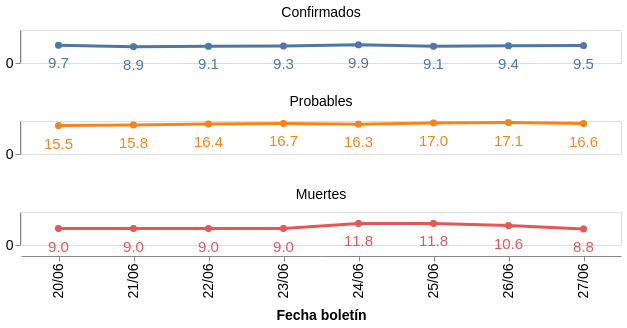 Confirmados
0
9.7 8.9 9.1 9.3 9.9 9.1 9.4 9.5
Probables
0
15.5 15.8 16.4 16.7 16.3 17.0 17.1 16.6
Muertes
0
9.0 9.0 9.0 9.0 11.8 11.8 10.6 8.8
20/06 21/06 22/06 23/06 24/06 25/06 26/06 27/06
Fecha boletín